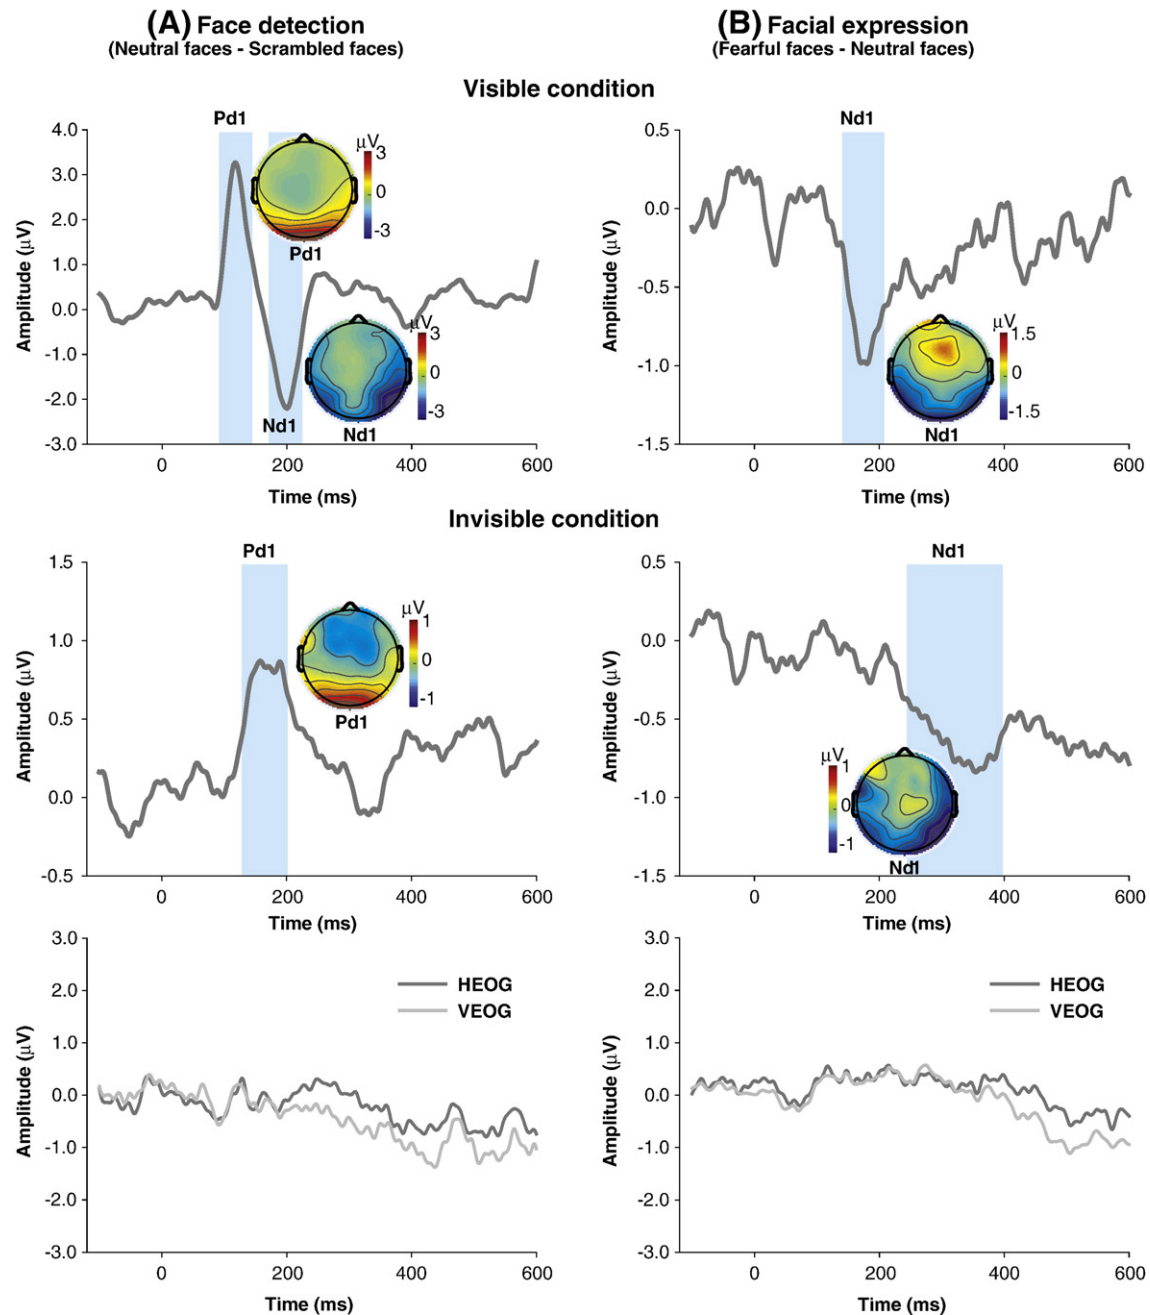 (A) Face detection
(Neutral faces - Scrambled faces)
(B) Facial expression
(Fearful faces - Neutral faces)
Visible condition
Pd1
4.0
3.0
2.0
1.0
0.0
-1.0
-2.0
-3.0
Amplitude (µV)
µV
3
0
-3
Pd1
µV
3
0
-3
Nd1
Nd1
0
200
400
600
Time (ms)
Nd1
0.5
0.0
-0.5
-1.0
-1.5
Amplitude (µV)
µV
1.5
0
-1.5
Nd1
0
200
400
600
Time (ms)
Invisible condition
Pd1
1.5
1.0
0.5
0.0
-0.5
Amplitude (µV)
µV
1
0
-1
Pd1
0
200
400
600
Time (ms)
Nd1
0.5
0.0
-0.5
-1.0
-1.5
Amplitude (µV)
µV
1
0
-1
Nd1
0
200
400
600
Time (ms)
3.0
2.0
1.0
0.0
-1.0
-2.0
-3.0
Amplitude (µV)
HEOG
VEOG
0
200
400
600
Time (ms)
3.0
2.0
1.0
0.0
-1.0
-2.0
-3.0
Amplitude (µV)
HEOG
VEOG
0
200
400
600
Time (ms)